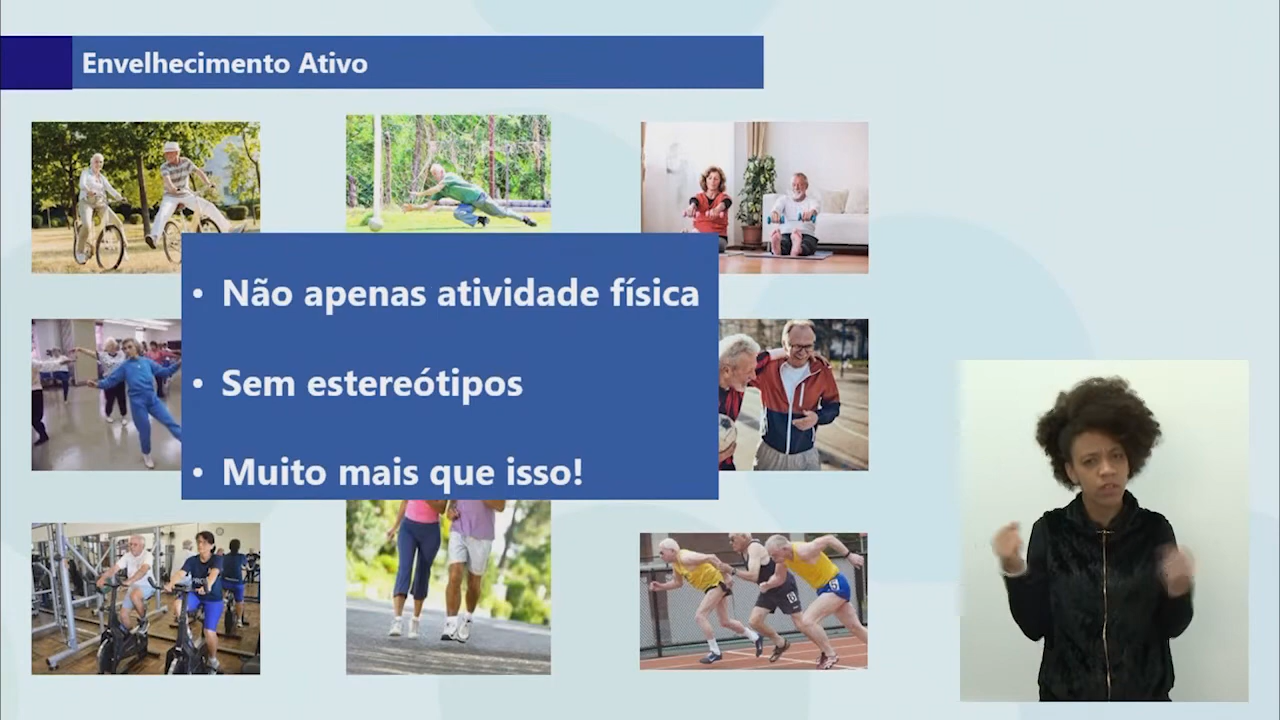 Envelhecimento Ativo
• Não apenas atividade física
• Sem estereótipos
• Muito mais que isso!